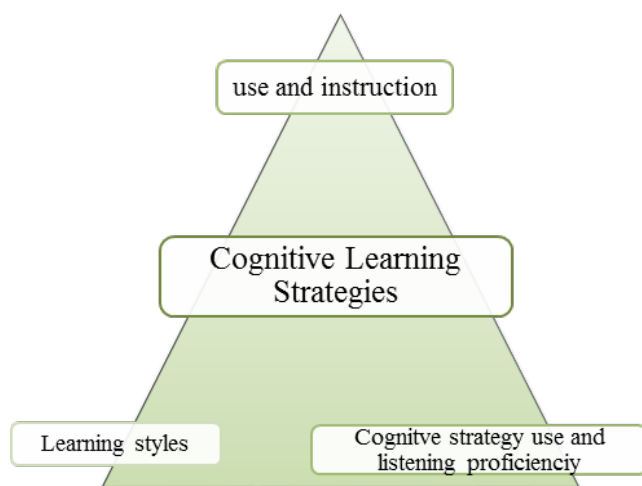 use and instruction
Cognitive Learning
Strategies
Learning styles
Cognitve strategy use and
listening proficienciy